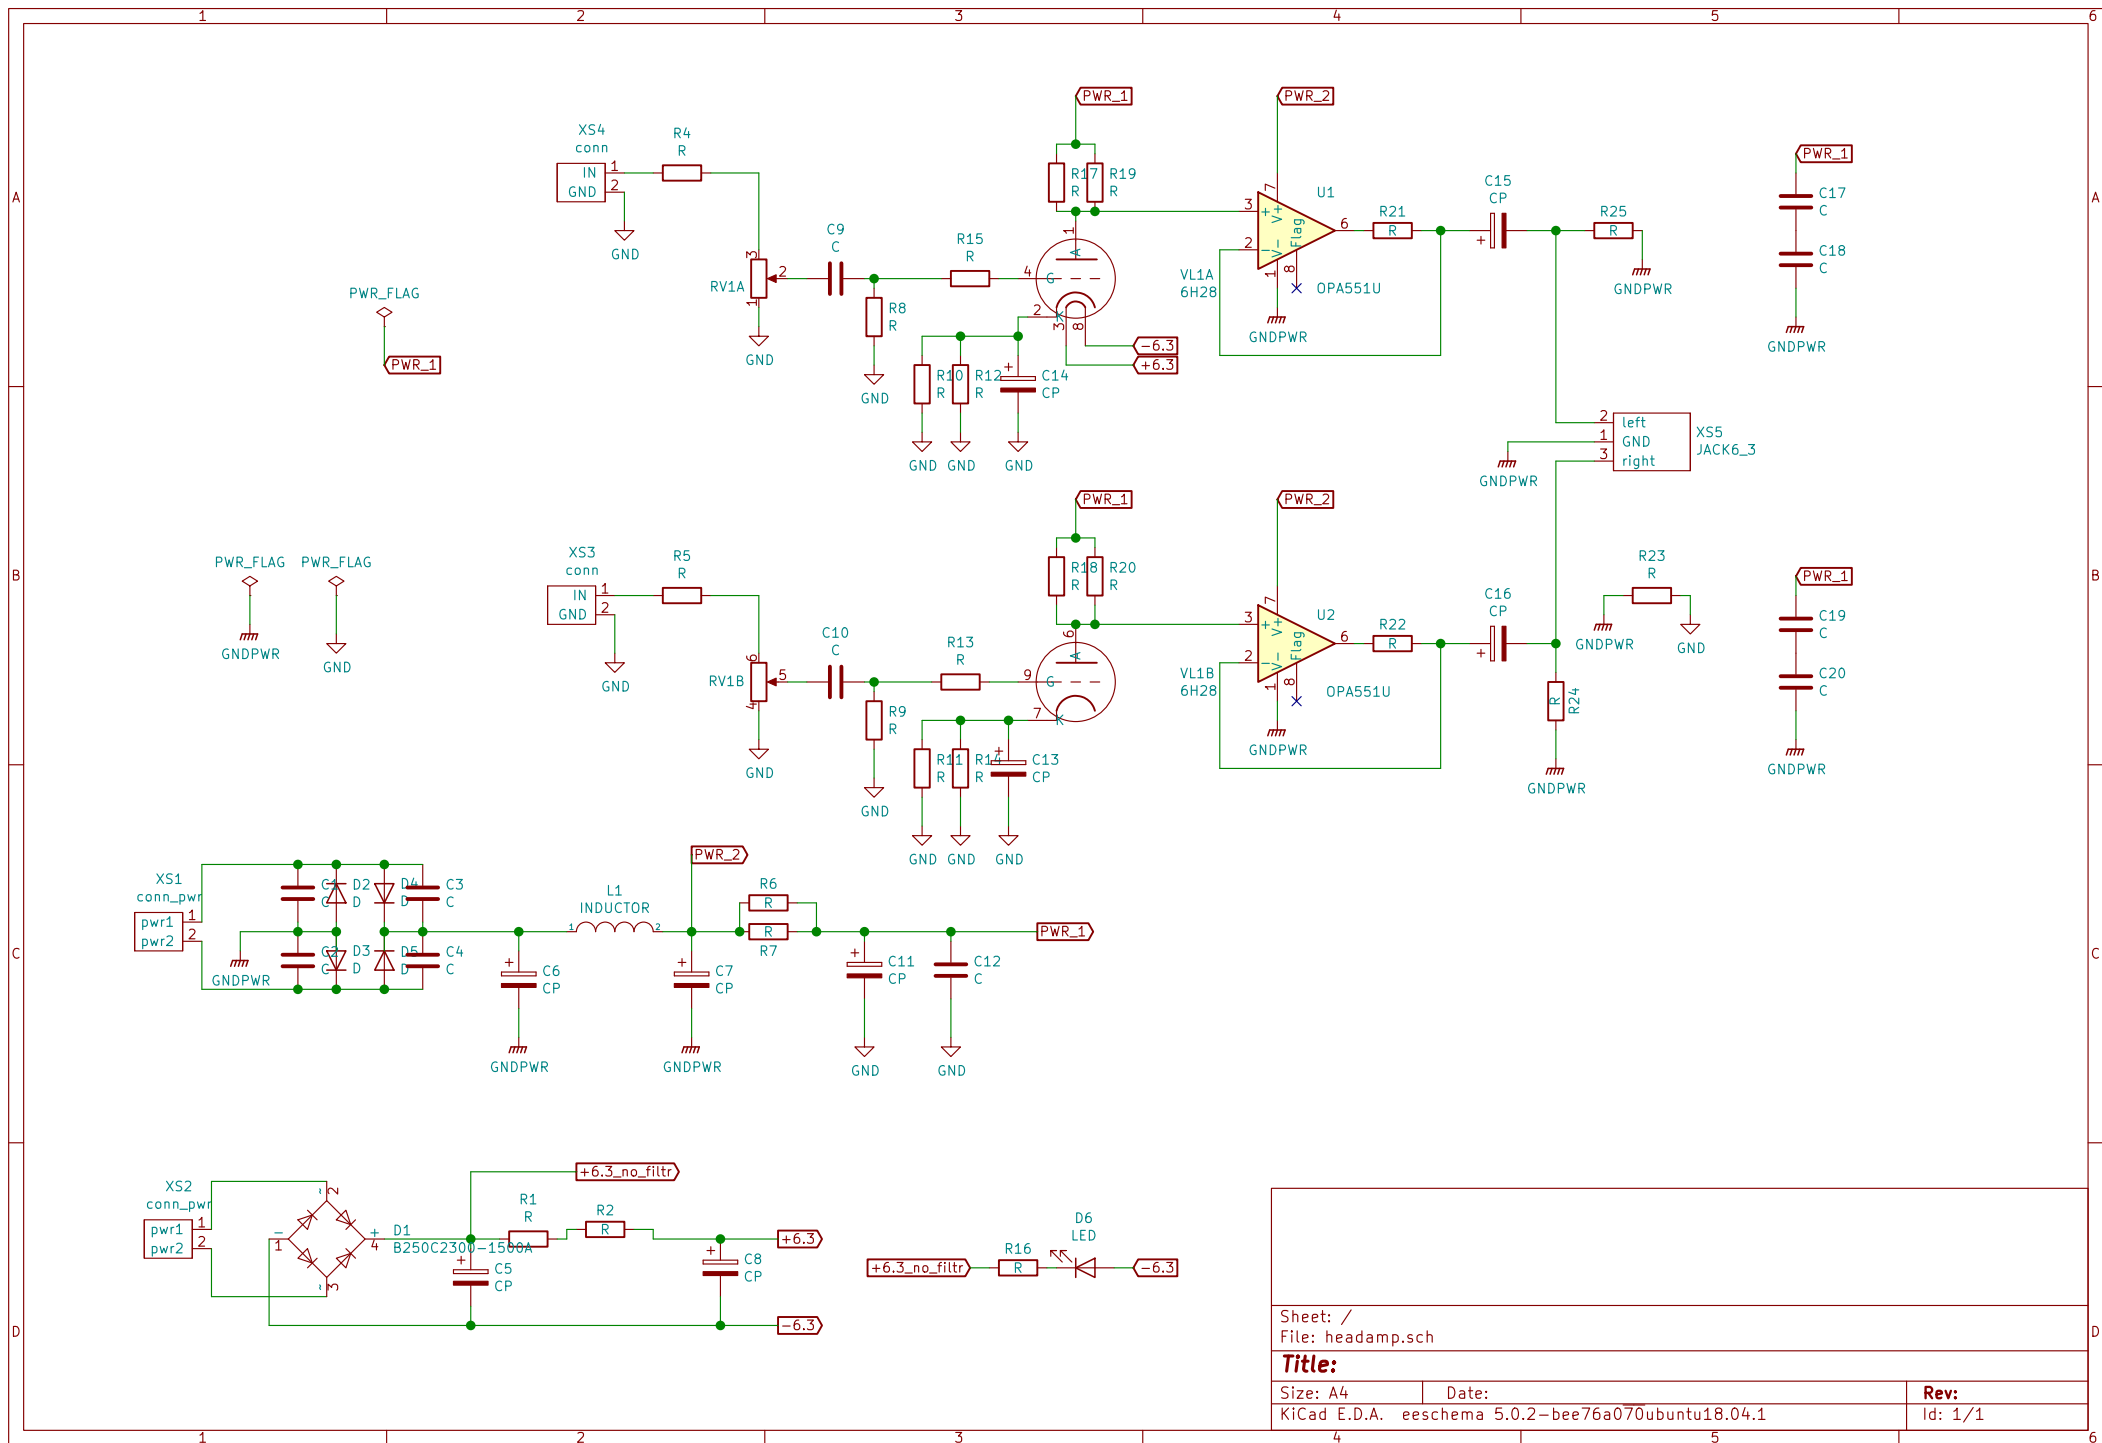 1 2 3 4 5 6
A
B
C
D
PWR_1
PWR_2
XS4
conn
IN 1
GND 2
GND
R4
R
R17
R
R19
R
3
2
1
RV1A
GND
C9
C
R8
R
GND
R15
R
4
1
A
G
K
2
3
8
VL1A
6H28
-6.3
+6.3
R10
R
R12
R
C14
CP
GND
GND
GND
3
2
7
6
1
8
V+
V-
Flag
U1
OPA551U
GNDPWR
R21
R
C15
CP
R25
R
GNDPWR
PWR_1
C17
C
C18
C
GNDPWR
PWR_FLAG
PWR_1
2 left
1 GND
3 right
XS5
JACK6_3
GNDPWR
PWR_1
PWR_2
PWR_FLAG
GNDPWR
PWR_FLAG
GND
XS3
conn
IN 1
GND 2
GND
R5
R
R18
R
R20
R
6
5
4
RV1B
GND
C10
C
R9
R
GND
R13
R
9
6
A
G
K
7
VL1B
6H28
R11
R
R14
R
C13
CP
GND
GND
GND
3
2
7
6
1
8
V+
V-
Flag
U2
OPA551U
GNDPWR
R22
R
C16
CP
R24
R
GNDPWR
R23
R
GNDPWR
GND
PWR_1
C19
C
C20
C
GNDPWR
XS1
conn_pwr
pwr1 1
pwr2 2
GNDPWR
C1
C
D2
D
D4
D
C3
C
C2
C
D3
D
D5
D
C4
C
C6
CP
GNDPWR
L1
INDUCTOR
1 2
PWR_2
C7
CP
GNDPWR
R6
R
R
R7
C11
CP
GND
C12
C
GND
PWR_1
XS2
conn_pwr
pwr1 1
pwr2 2
~ 2
- 1
+ 4
~ 3
D1
B250C2300-1500A
+6.3_no_filtr
R1
R
R2
R
C5
CP
C8
CP
+6.3
-6.3
+6.3_no_filtr
R16
R
D6
LED
-6.3
Sheet: /
File: headamp.sch
Title:
Size: A4 Date: Rev:
KiCad E.D.A. eeschema 5.0.2-bee76a070ubuntu18.04.1 Id: 1/1
A
B
C
D
1 2 3 4 5 6